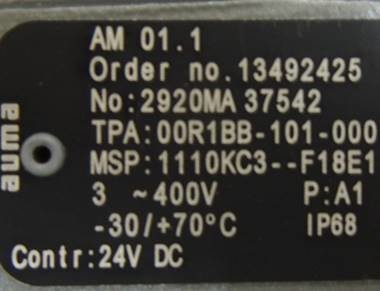 AM 01.1
Order no.13492425
No:2920MA 37542
TPA:00R1BB-101-000
MSP:1110KC3--F18E1
3 ~400V P:A1
-30/+70°C IP68
Contr:24V DC
auma